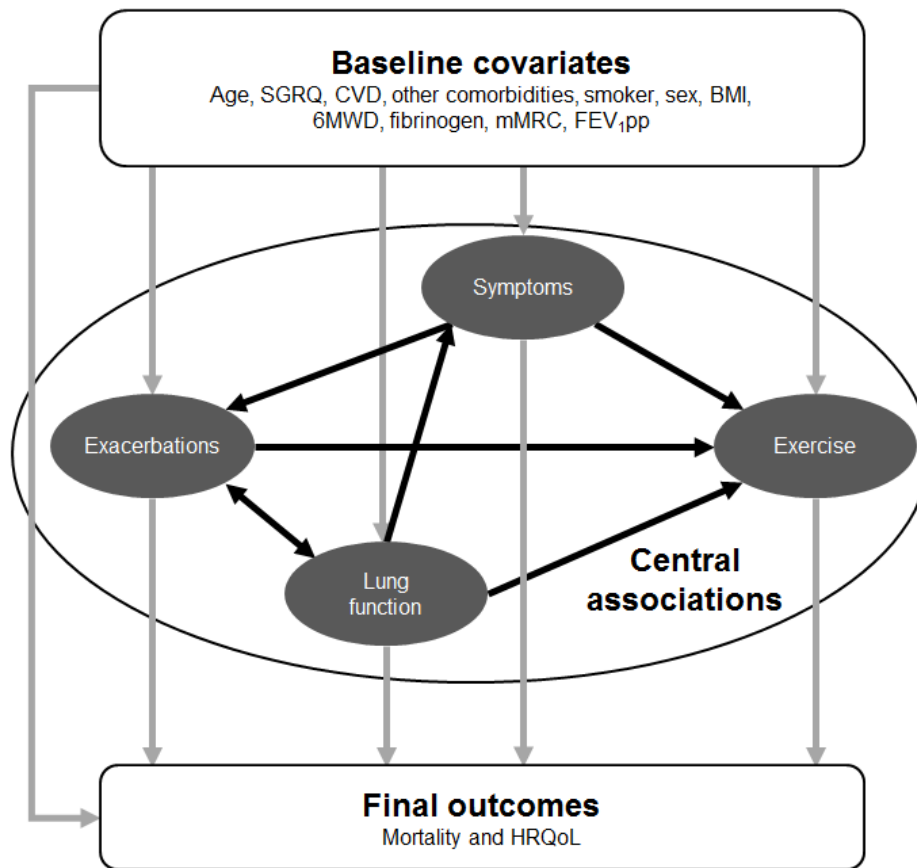 Baseline covariates
Age, SGRQ, CVD, other comorbidities, smoker, sex, BMI,
6MWD, fibrinogen, mMRC, FEV₁pp
Symptoms
Exacerbations
Exercise
Lung
function
Central
associations
Final outcomes
Mortality and HRQoL